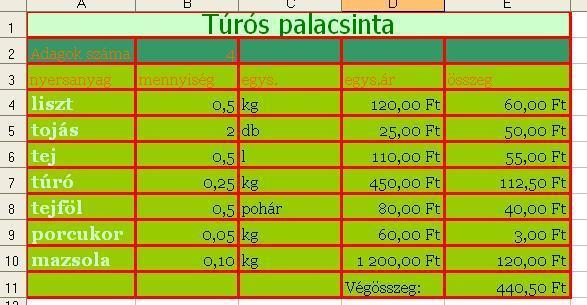 A B C D E
1 Túrós palacsinta
2 Adagok száma 4
3 nyersanyag mennyiség egys. egys.ár összeg
4 liszt 0,5 kg 120,00 Ft 60,00 Ft
5 tojás 2 db 25,00 Ft 50,00 Ft
6 tej 0,5 l 110,00 Ft 55,00 Ft
7 túró 0,25 kg 450,00 Ft 112,50 Ft
8 tejföl 0,5 pohár 80,00 Ft 40,00 Ft
9 porcukor 0,05 kg 60,00 Ft 3,00 Ft
10 mazsola 0,10 kg 1 200,00 Ft 120,00 Ft
11 Végösszeg: 440,50 Ft